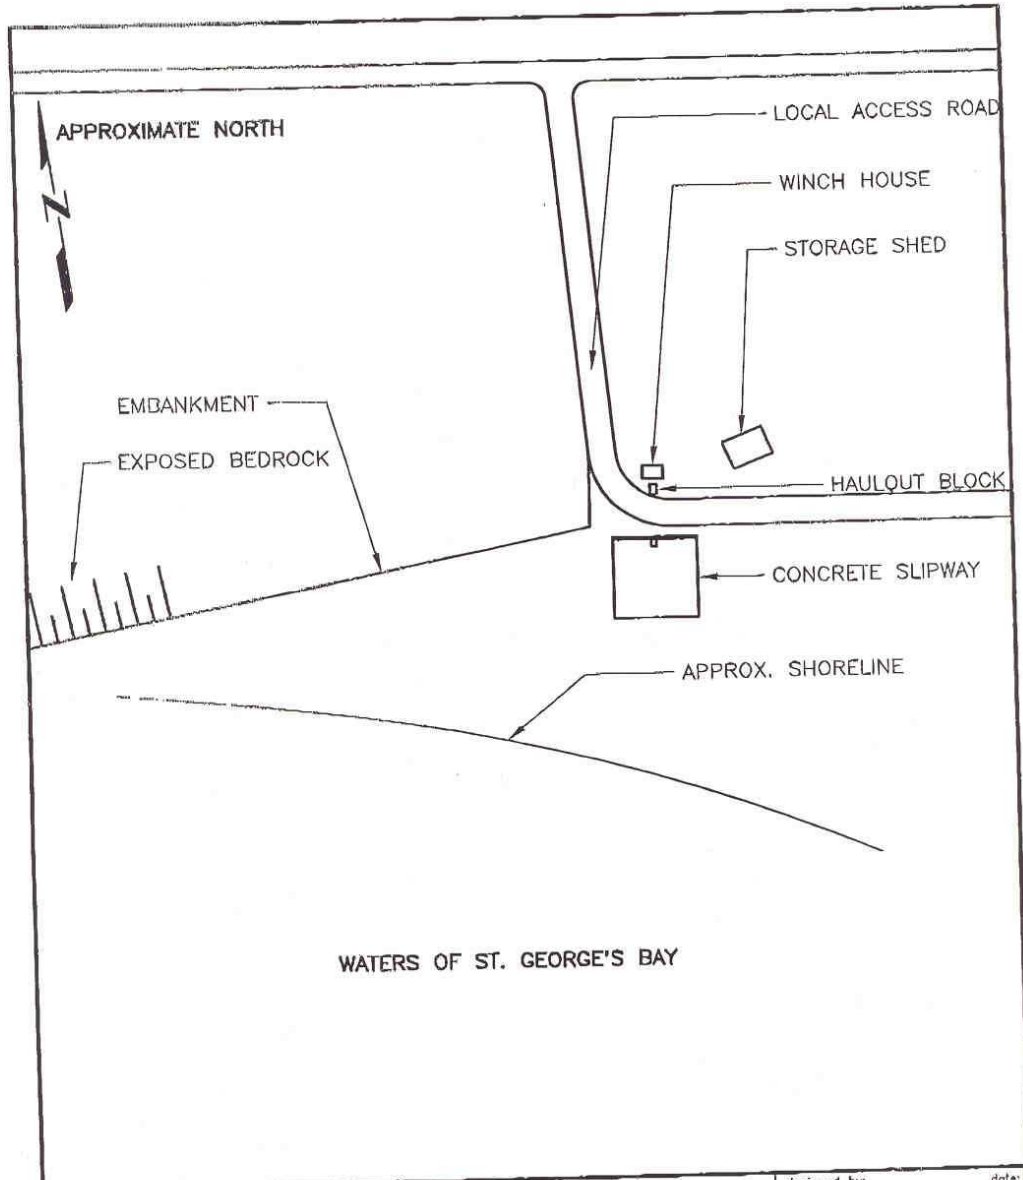 LOCAL ACCESS ROAD
APPROXIMATE NORTH
WINCH HOUSE
N
STORAGE SHED
EMBANKMENT
EXPOSED BEDROCK
HAULOUT BLOCK
CONCRETE SLIPWAY
APPROX. SHORELINE
WATERS OF ST. GEORGE'S BAY
date: